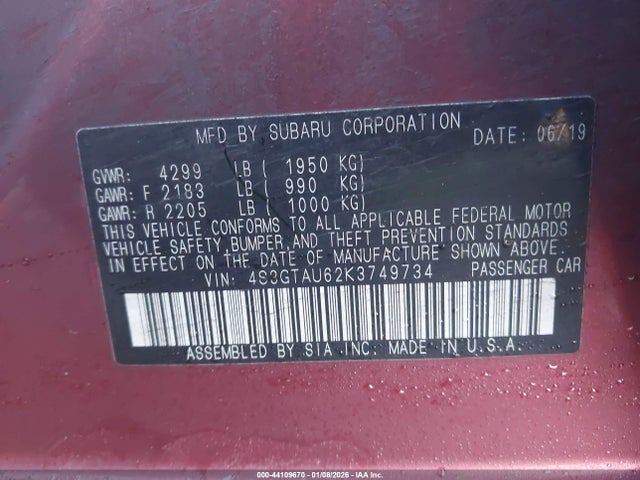 MFD BY SUBARU CORPORATION DATE: 06/19
GVWR: 4299 LB ( 1950 KG)
GAWR: F 2183 LB ( 990 KG)
GAWR: R 2205 LB ( 1000 KG)
THIS VEHICLE CONFORMS TO ALL APPLICABLE FEDERAL MOTOR
VEHICLE SAFETY, BUMPER, AND THEFT PREVENTION STANDARDS
IN EFFECT ON THE DATE OF MANUFACTURE SHOWN ABOVE.
VIN: 4S3GTAU62K3749734 PASSENGER CAR
ASSEMBLED BY SIA INC. MADE IN U.S.A
000-44109670 - 01/08/2026 - IAA Inc.